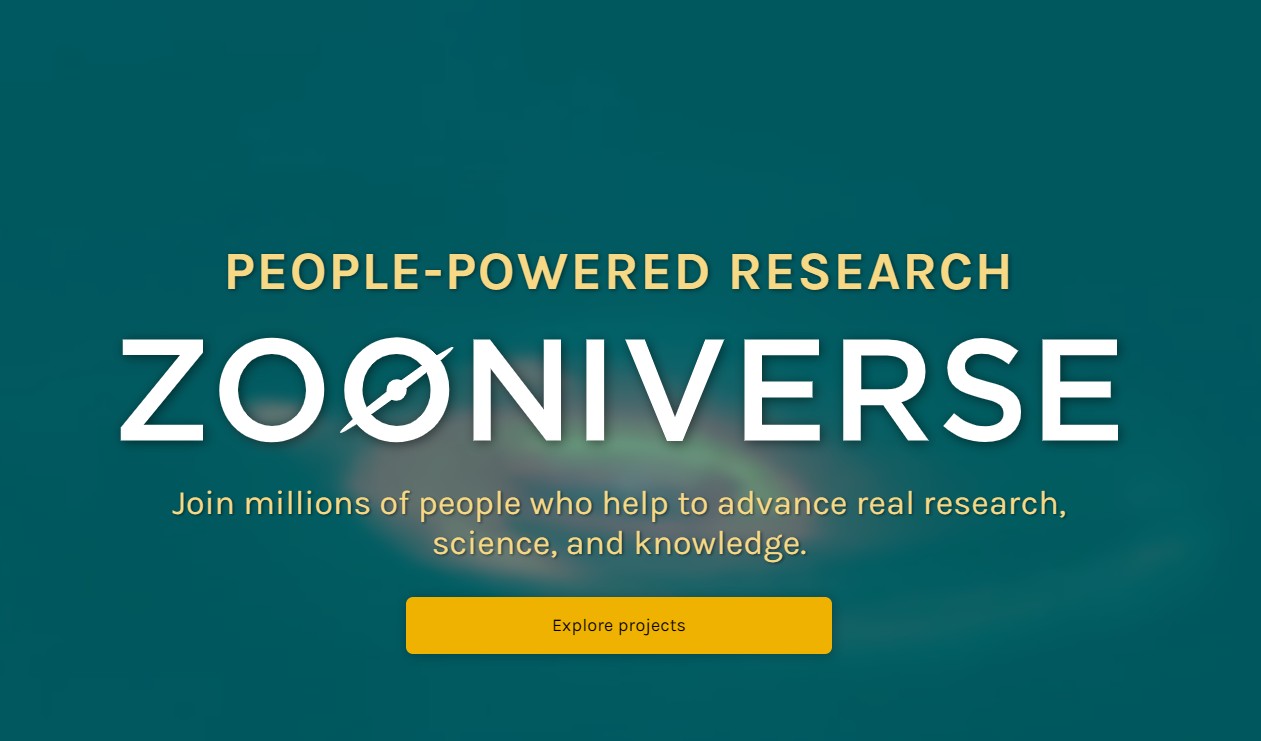 PEOPLE-POWERED RESEARCH
ZOONIVERSE
Join millions of people who help to advance real research,
science, and knowledge.
Explore projects